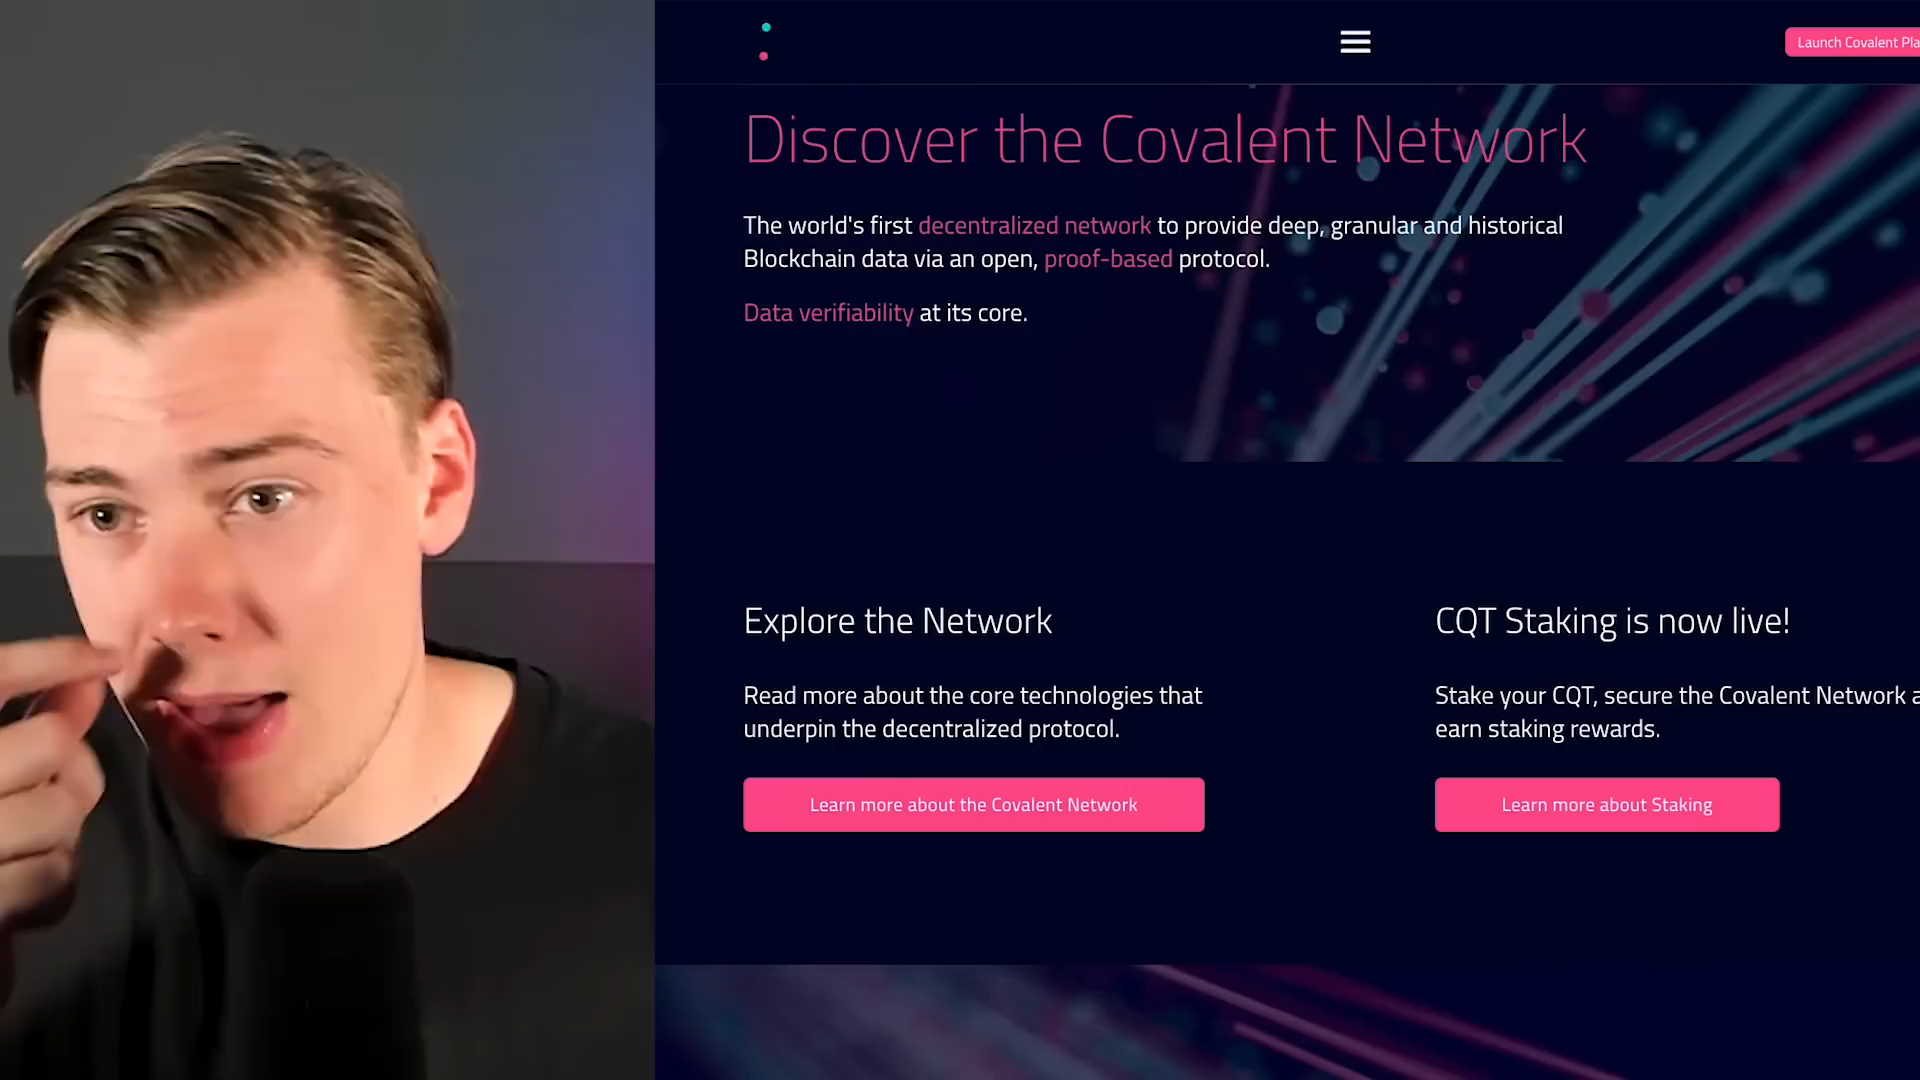 Launch Covalent Pla
Discover the Covalent Network
The world's first decentralized network to provide deep, granular and historical
Blockchain data via an open, proof-based protocol.
Data verifiability at its core.
Explore the Network
Read more about the core technologies that
underpin the decentralized protocol.
Learn more about the Covalent Network
CQT Staking is now live!
Stake your CQT, secure the Covalent Network a
earn staking rewards.
Learn more about Staking